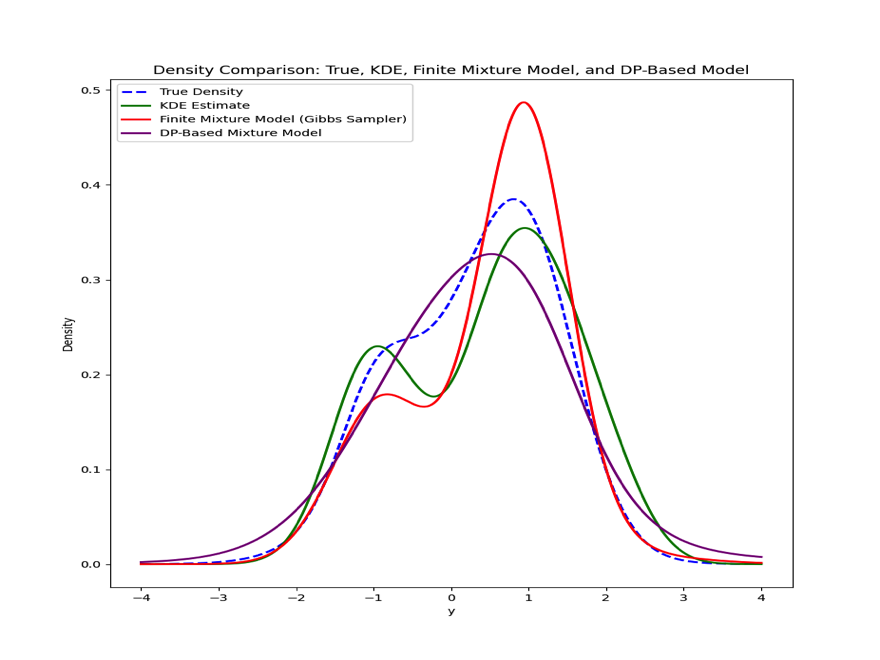 Density Comparison: True, KDE, Finite Mixture Model, and DP-Based Model
True Density
KDE Estimate
Finite Mixture Model (Gibbs Sampler)
DP-Based Mixture Model
Density
0.5
0.4
0.3
0.2
0.1
0.0
−4 −3 −2 −1 0 1 2 3 4
y